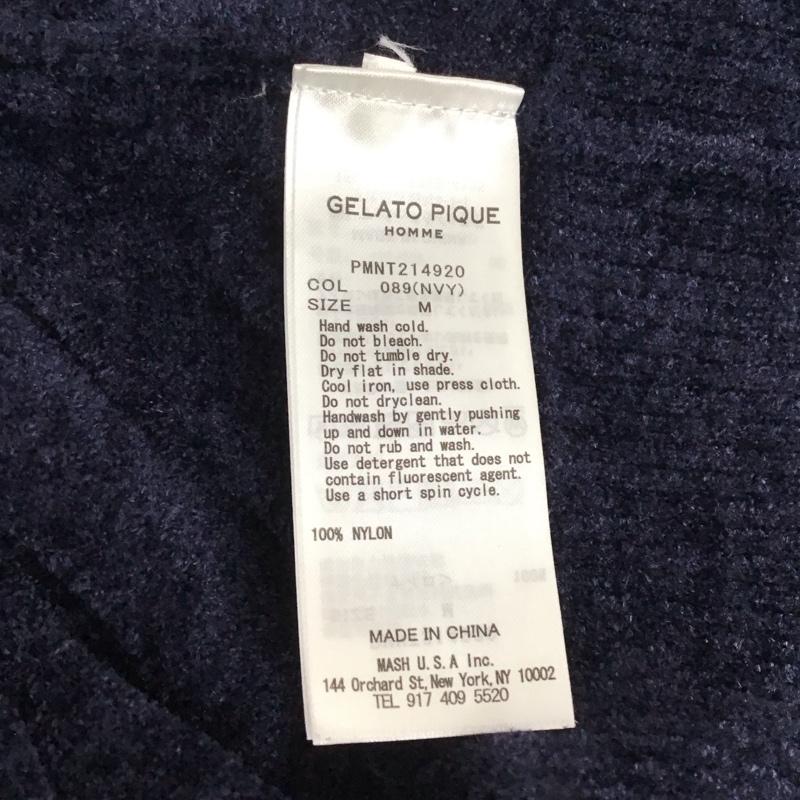 GELATO PIQUE
HOMME
PMNT214920
COL 089(NVY)
SIZE M
Hand wash cold.
Do not bleach.
Do not tumble dry.
Dry flat in shade.
Cool iron, use press cloth.
Do not dryclean.
Handwash by gently pushing
up and down in water.
Do not rub and wash.
Use detergent that does not
contain fluorescent agent.
Use a short spin cycle.
100% NYLON
MADE IN CHINA
MASH U.S.A Inc.
144 Orchard St, New York, NY 10002
TEL 917 409 5520